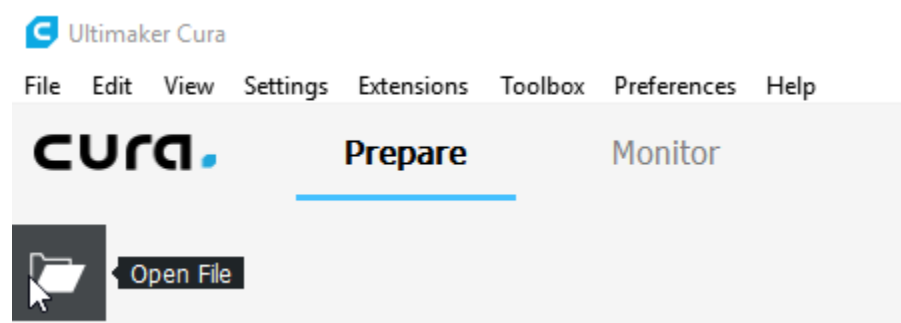 Ultimaker Cura
File Edit View Settings Extensions Toolbox Preferences Help
cura. Prepare Monitor
Open File